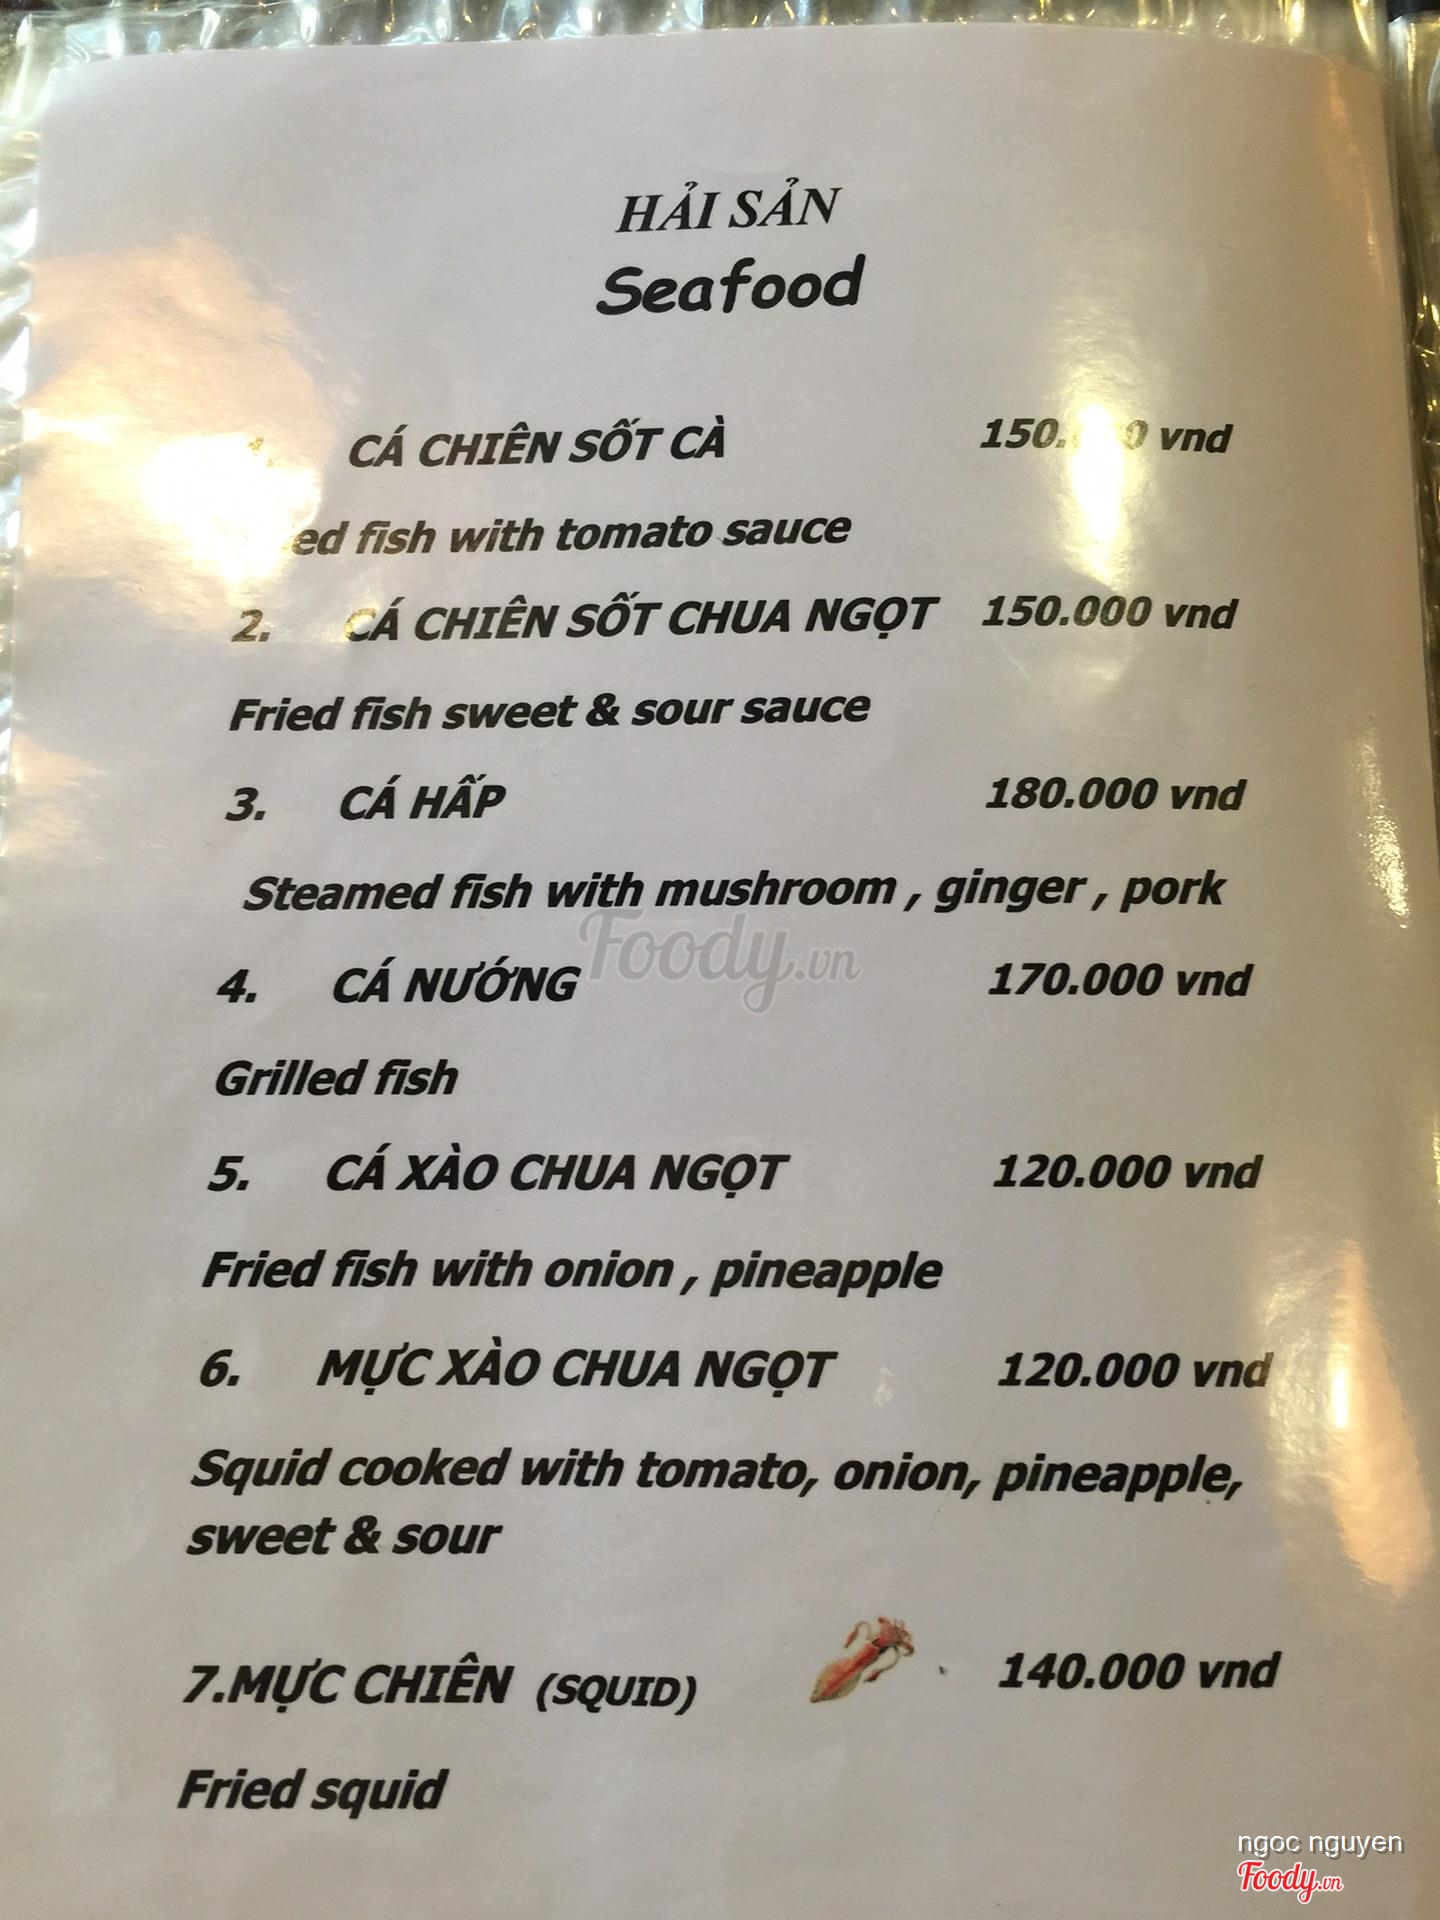 HẢI SẢN
Seafood
CÁ CHIÊN SỐT CÀ vnd
fish with tomato sauce
2. CÁ CHIÊN SỐT CHUA NGỌT 150.000 vnd
Fried fish sweet & sour sauce
3. CÁ HẤP 180.000 vnd
Steamed fish with mushroom , ginger , pork
Foody.vn
4. CÁ NƯỚNG 170.000 vnd
Grilled fish
5. CÁ XÀO CHUA NGỌT 120.000 vnd
Fried fish with onion , pineapple
6. MỰC XÀO CHUA NGỌT 120.000 vnd
Squid cooked with tomato, onion, pineapple,
sweet & sour
7.MỰC CHIÊN (SQUID) 140.000 vnd
Fried squid
ngoc nguyen
Foody.vn